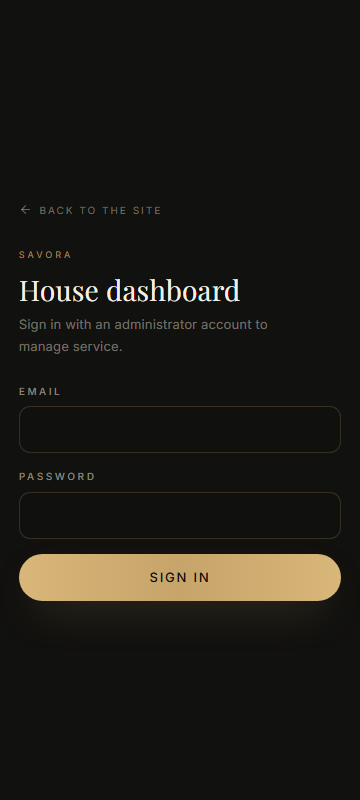 ← BACK TO THE SITE
SAVORA
House dashboard
Sign in with an administrator account to
manage service.
EMAIL
PASSWORD
SIGN IN